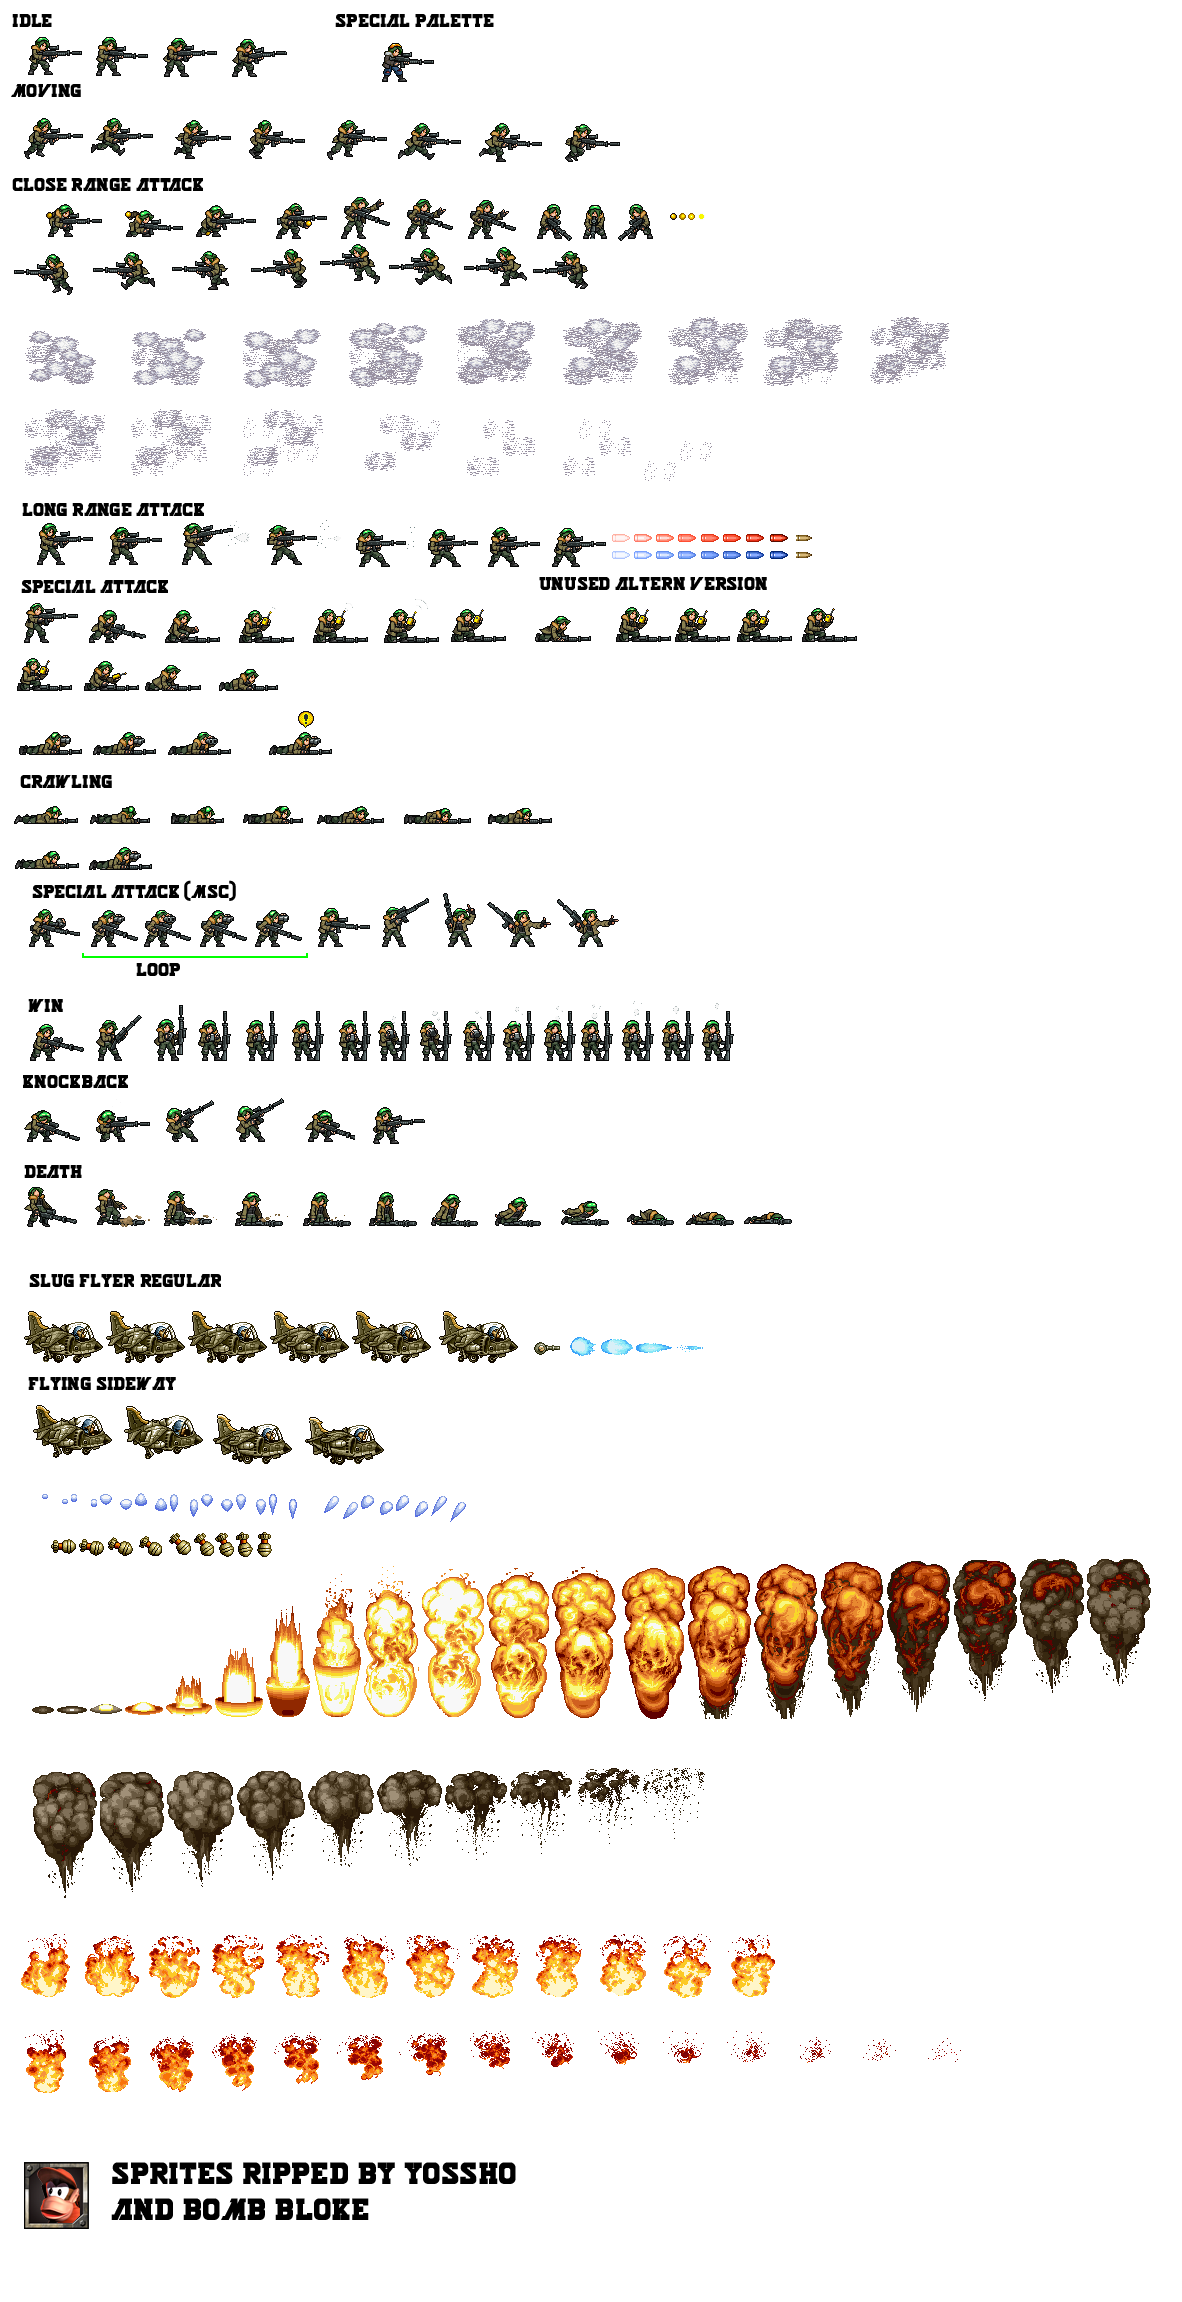 IDLE
SPECIAL PALETTE
MOVING
CLOSE RANGE ATTACK
LONG RANGE ATTACK
SPECIAL ATTACK
UNUSED ALTERN VERSION
!
CRAWLING
SPECIAL ATTACK (MSC)
LOOP
WIN
KNOCKBACK
DEATH
SLUG FLYER REGULAR
FLYING SIDEWAY
SPRITES RIPPED BY YOSSHO
AND BOMB BLOKE